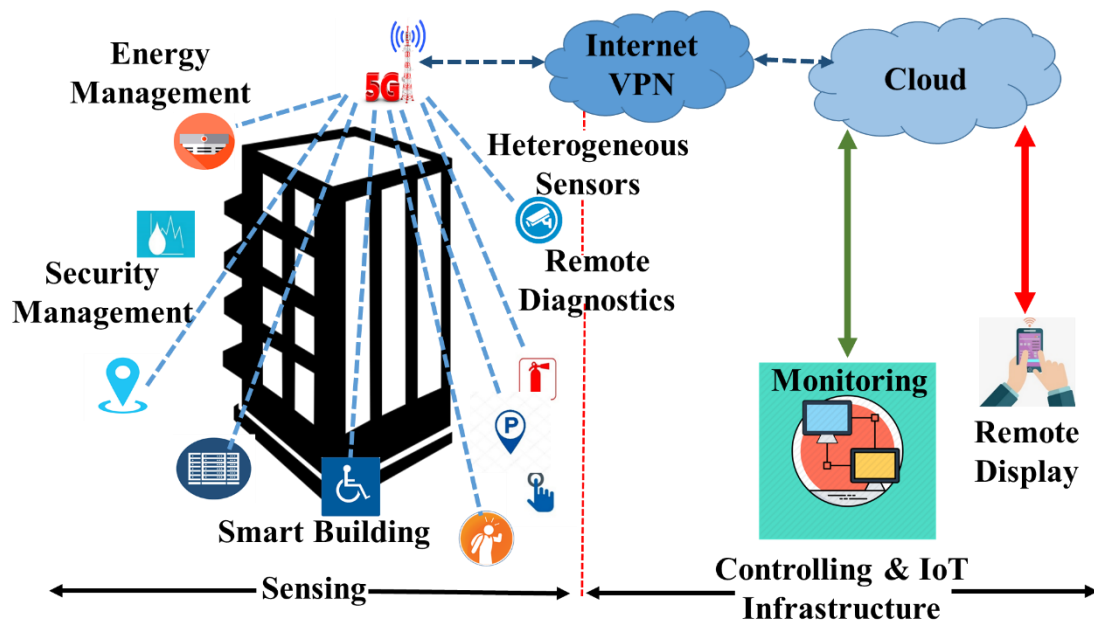 Energy
Management
5G
Internet
VPN
Cloud
Heterogeneous
Sensors
Security
Management
Remote
Diagnostics
P
Monitoring
Remote
Display
Smart Building
Sensing
Controlling & IoT
Infrastructure